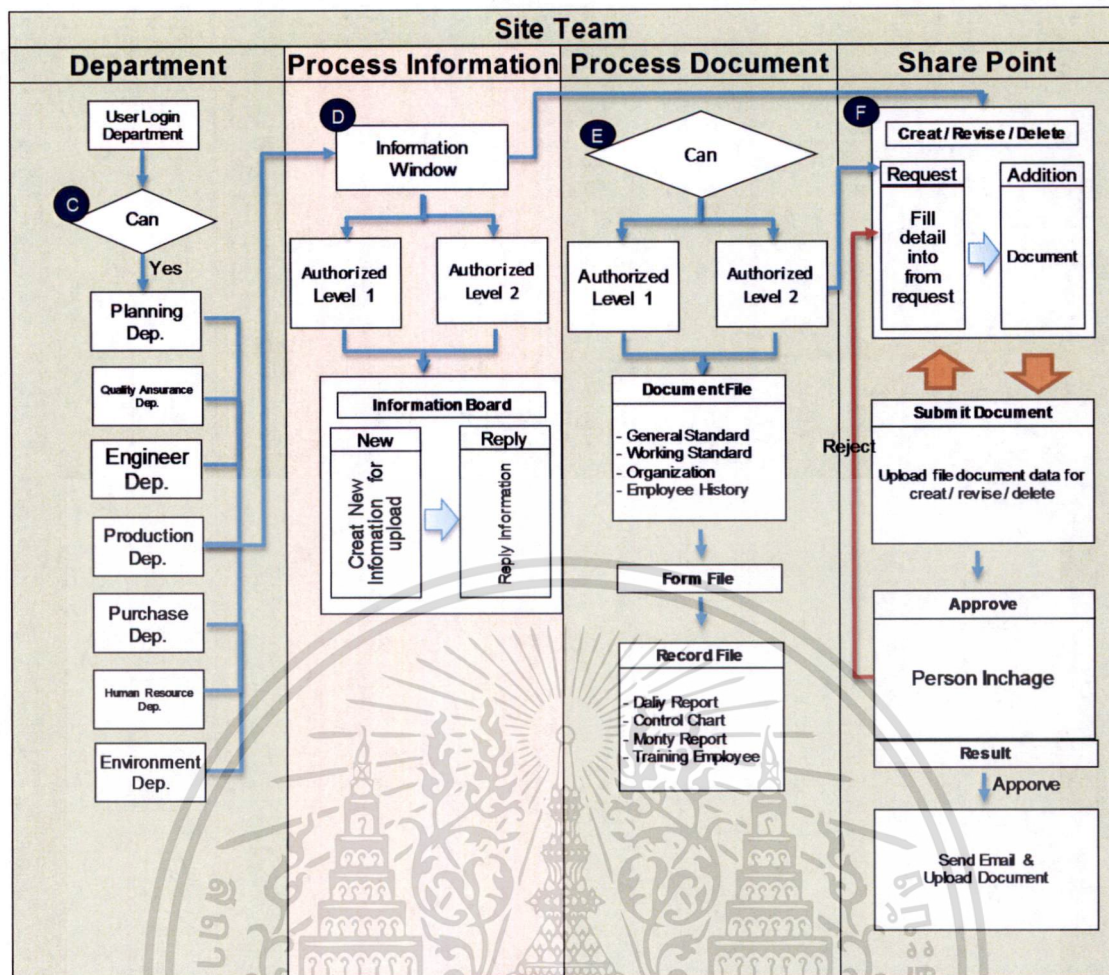 Site Team
Department
Process Information
Process Document
Share Point
User Login
Department
C
Can
Yes
Planning
Dep.
Quality Ansurance
Dep.
Engineer
Dep.
Production
Dep.
Purchase
Dep.
Human Resource
Dep.
Environment
Dep.
D
Information
Window
Authorized
Level 1
Authorized
Level 2
Information Board
New
Creat New
Infomation for
upload
Reply
Reply Information
E
Can
Authorized
Level 1
Authorized
Level 2
Document File
- General Standard
- Working Standard
- Organization
- Employee History
Form File
Record File
- Daliy Report
- Control Chart
- Monty Report
- Training Employee
F
Creat / Revise / Delete
Request
Fill
detail
into
from
request
Addition
Document
Reject
Submit Document
Upload file document data for
creat / revise / delete
Approve
Person Inchage
Result
Apporve
Send Email &
Upload Document